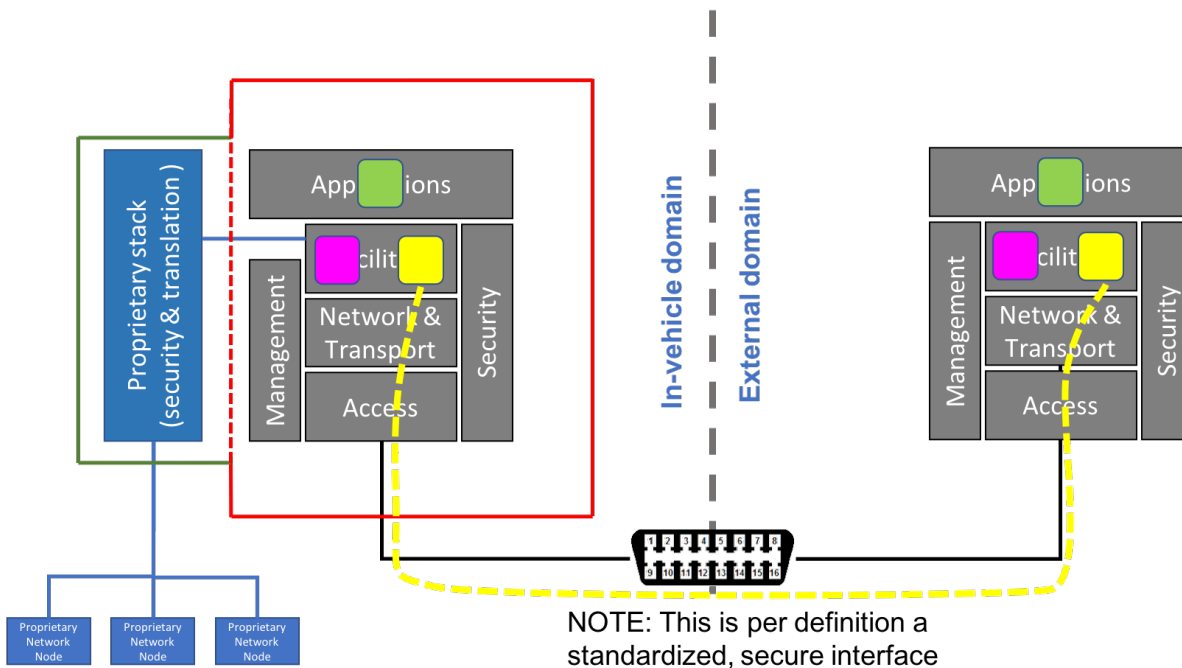 Proprietary stack
(security & translation )
App ions
cilit
Management
Network &
Transport
Access
Security
In-vehicle domain
External domain
App ions
cilit
Management
Network &
Transport
Access
Security
1 2 3 4 5 6 7 8
9 10 11 12 13 14 15 16
Proprietary
Network
Node
Proprietary
Network
Node
Proprietary
Network
Node
NOTE: This is per definition a
standardized, secure interface